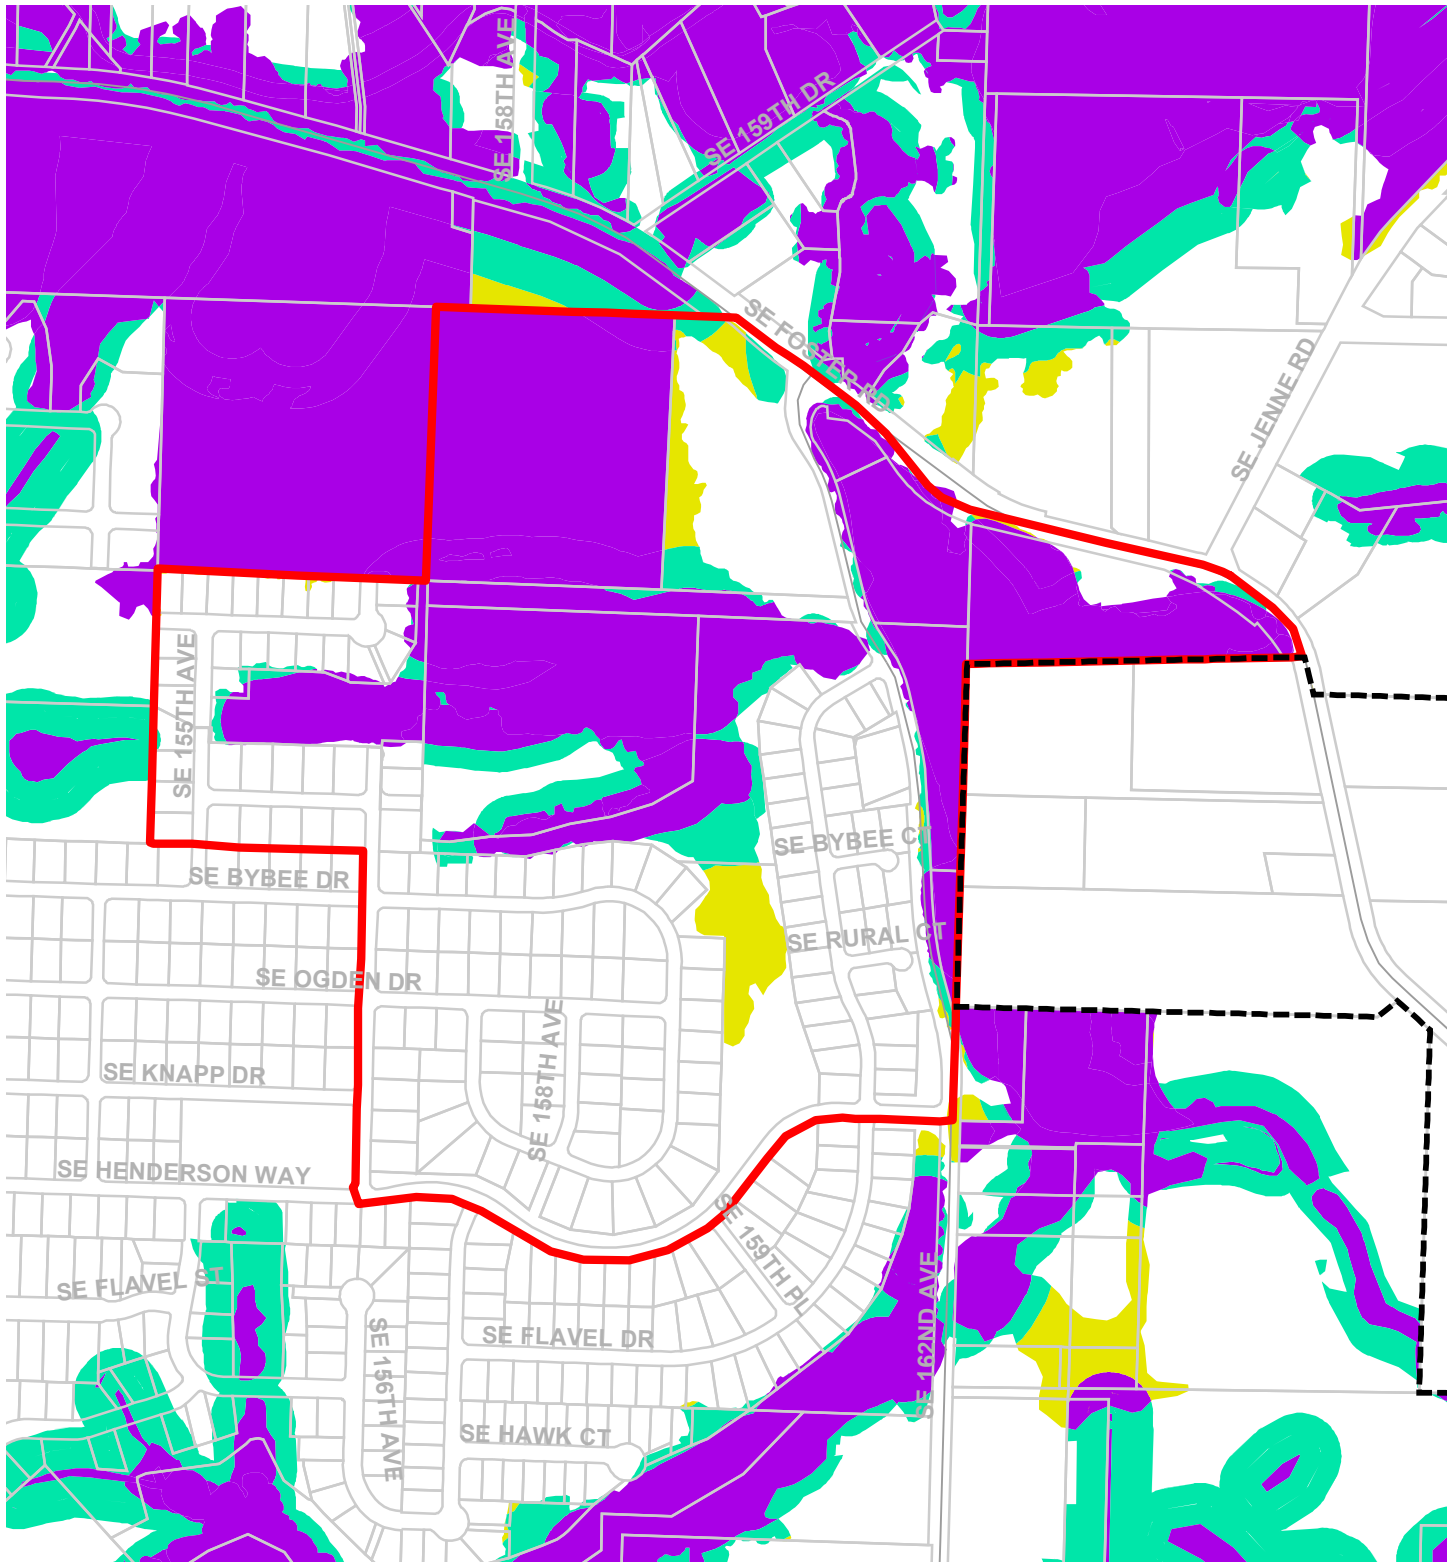 SE 158TH AVE
SE 159TH DR
SE FOSTER RD
SE JENNE RD
SE 155TH AVE
SE BYBEE CT
SE BYBEE DR
SE RURAL CT
SE OGDEN DR
SE 158TH AVE
SE KNAPP DR
SE HENDERSON WAY
SE 159TH PL
SE FLAVEL ST
SE 162ND AVE
SE FLAVEL DR
SE 156TH AVE
SE HAWK CT